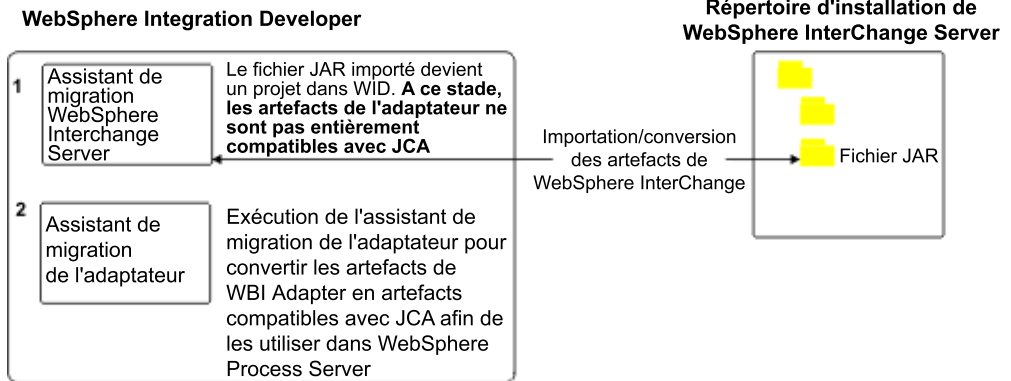 WebSphere Integration Developer
Répertoire d'installation de
WebSphere InterChange Server
1
Assistant de
migration
WebSphere
Interchange
Server
Le fichier JAR importé devient
un projet dans WID. A ce stade,
les artefacts de l'adaptateur ne
sont pas entièrement
compatibles avec JCA
Importation/conversion
des artefacts de
WebSphere InterChange
Fichier JAR
2
Assistant de
migration
de l'adaptateur
Exécution de l'assistant de
migration de l'adaptateur pour
convertir les artefacts de
WBI Adapter en artefacts
compatibles avec JCA afin de
les utiliser dans WebSphere
Process Server